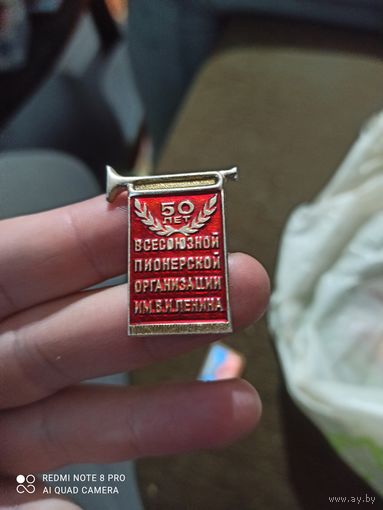 50
ЛЕТ
ВСЕСОЮЗНОЙ
ПИОНЕРСКОЙ
ОРГАНИЗАЦИИ
ИМ.В.И.ЛЕНИНА
REDMI NOTE 8 PRO
AI QUAD CAMERA
www.ay.by